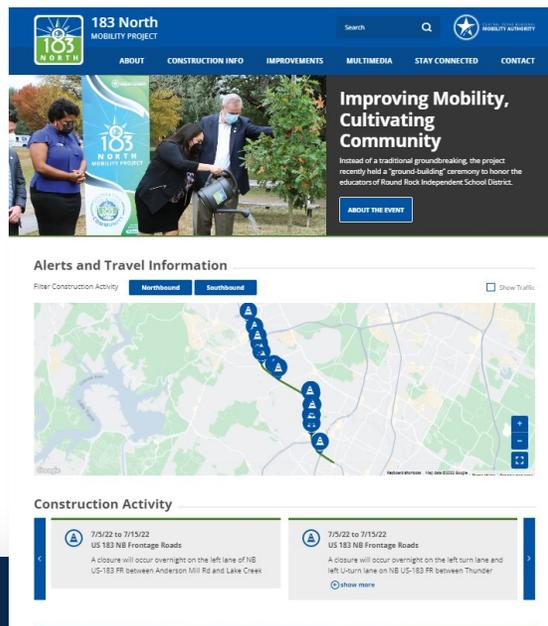 183 North
MOBILITY PROJECT
183
NORTH
Search
CENTRAL TEXAS REGIONAL
MOBILITY AUTHORITY
ABOUT
CONSTRUCTION INFO
IMPROVEMENTS
MULTIMEDIA
STAY CONNECTED
CONTACT
183
NORTH
MOBILITY PROJECT
Improving Mobility,
Cultivating
Community
Instead of a traditional groundbreaking, the project
recently held a "ground-building" ceremony to honor the
educators of Round Rock Independent School District.
ABOUT THE EVENT
Alerts and Travel Information
Filter Construction Activity
Northbound
Southbound
Show Traffic
Google
Keyboard shortcuts
Map data ©2022 Google
Construction Activity
7/5/22 to 7/15/22
US 183 NB Frontage Roads
A closure will occur overnight on the left lane of NB
US-183 FR between Anderson Mill Rd and Lake Creek
7/5/22 to 7/15/22
US 183 NB Frontage Roads
A closure will occur overnight on the left turn lane and
left U-turn lane on NB US-183 FR between Thunder
show more